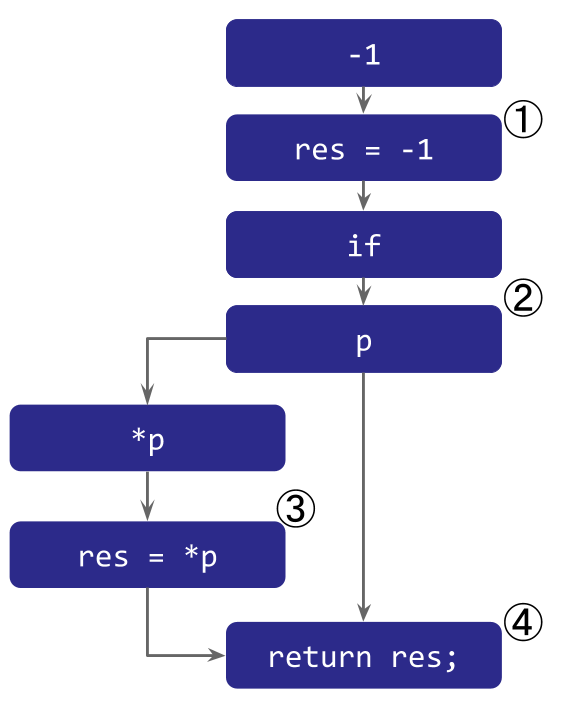 -1
①
res = -1
if
②
p
*p
③
res = *p
④
return res;